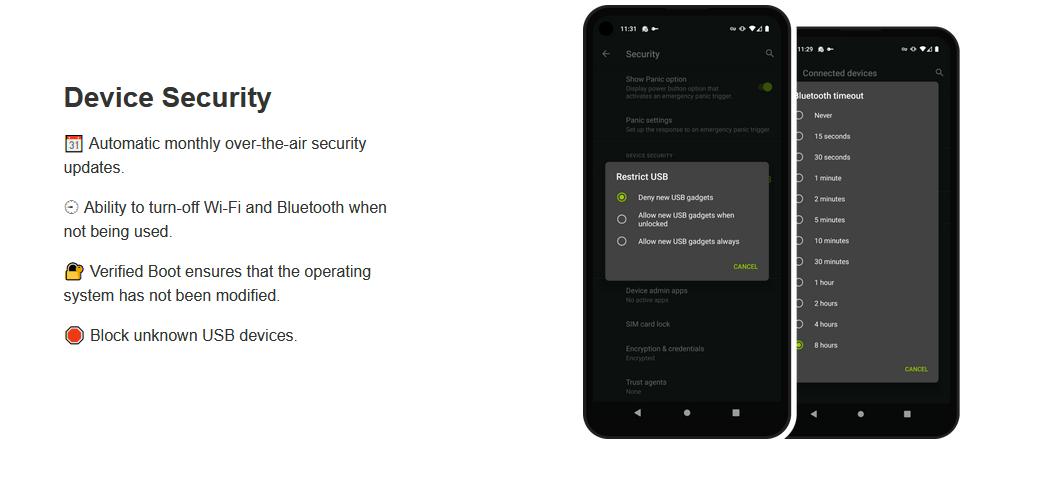 Device Security
31 Automatic monthly over-the-air security
updates.
Ability to turn-off Wi-Fi and Bluetooth when
not being used.
Verified Boot ensures that the operating
system has not been modified.
Block unknown USB devices.
11:31
Security
Show Panic option
Display power button option that
activates an emergency panic trigger.
Panic settings
Set up the response to an emergency panic trigger
DEVICE SECURITY
Restrict USB
Deny new USB gadgets
Allow new USB gadgets when
unlocked
Allow new USB gadgets always
CANCEL
Device admin apps
No active apps
SIM card lock
Encryption & credentials
Encrypted
Trust agents
None
11:29
Connected devices
Bluetooth timeout
Never
15 seconds
30 seconds
1 minute
2 minutes
5 minutes
10 minutes
30 minutes
1 hour
2 hours
4 hours
8 hours
CANCEL